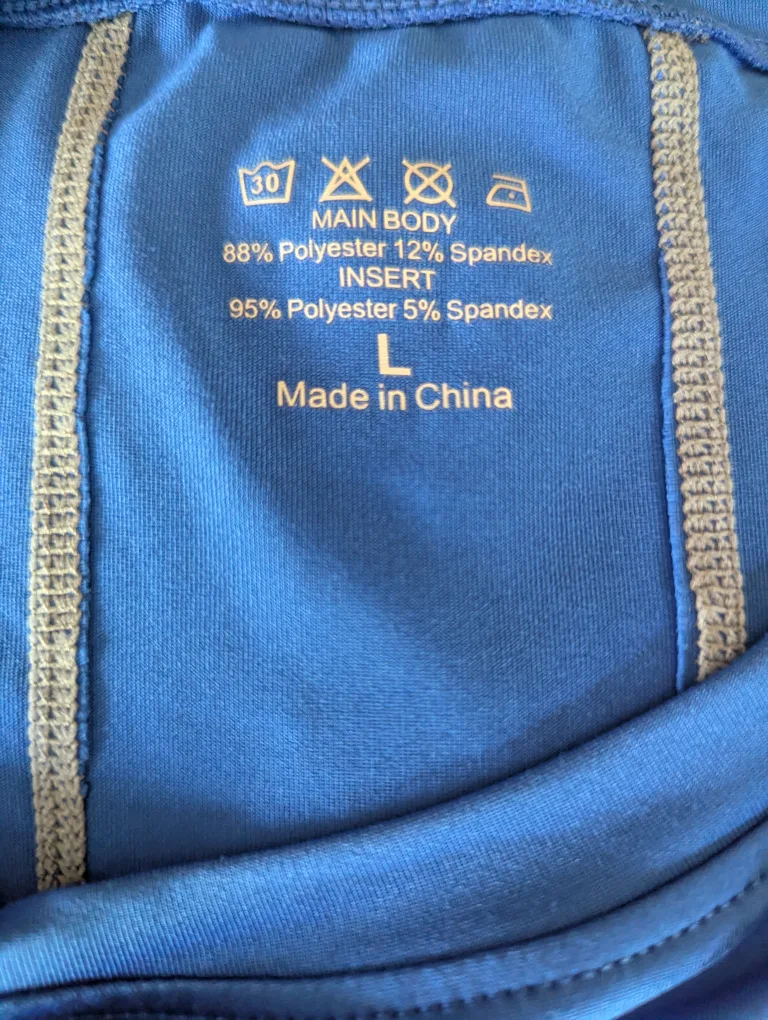 30
MAIN BODY
88% Polyester 12% Spandex
INSERT
95% Polyester 5% Spandex
L
Made in China